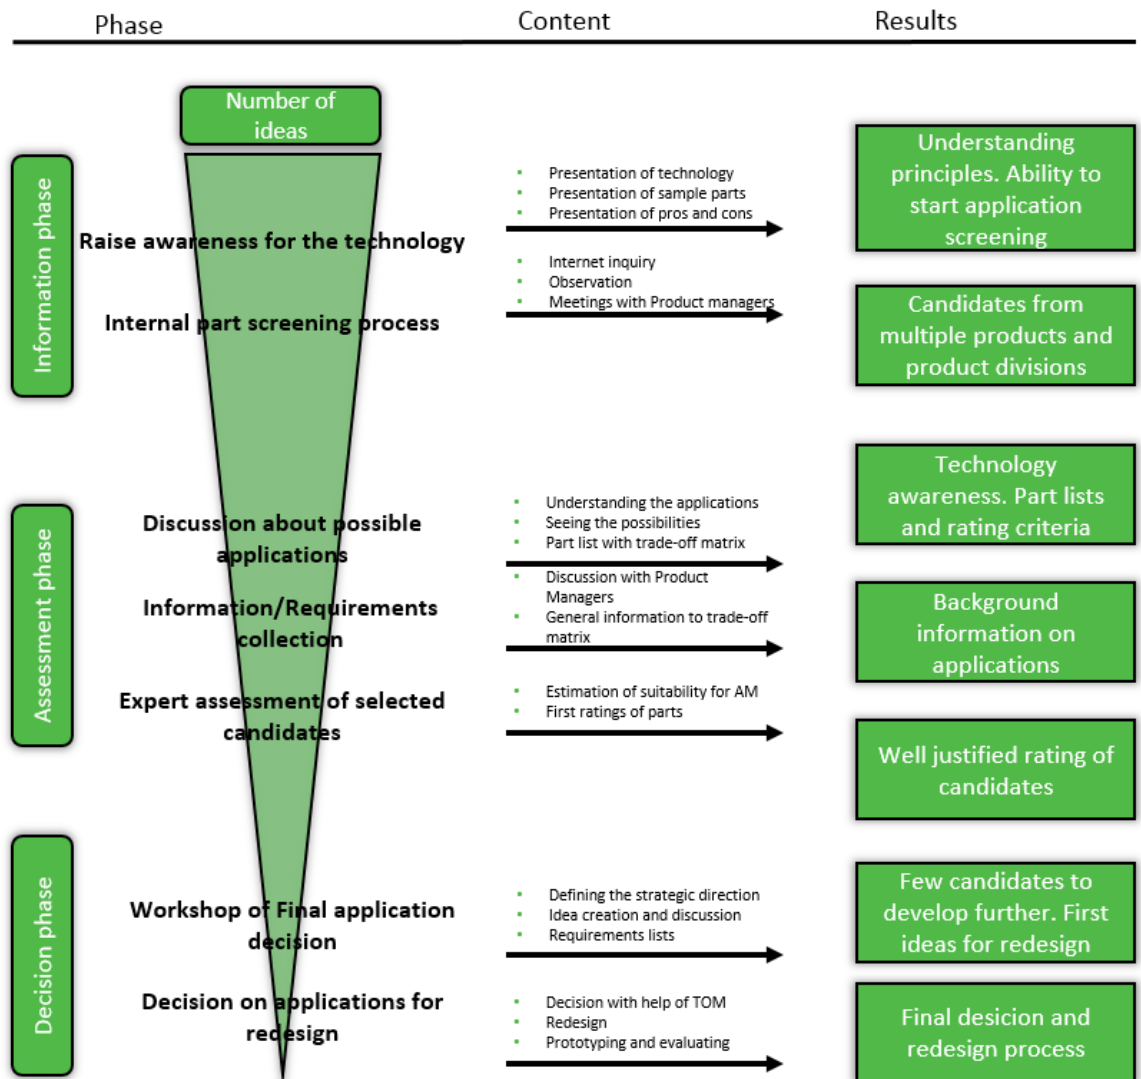 Phase
Content
Results
Number of
ideas
Information phase
Raise awareness for the technology
▪ Presentation of technology
▪ Presentation of sample parts
▪ Presentation of pros and cons
Understanding
principles. Ability to
start application
screening
Internal part screening process
▪ Internet inquiry
▪ Observation
▪ Meetings with Product managers
Candidates from
multiple products and
product divisions
Assessment phase
Discussion about possible
applications
▪ Understanding the applications
▪ Seeing the possibilities
▪ Part list with trade-off matrix
Technology
awareness. Part lists
and rating criteria
Information/Requirements
collection
▪ Discussion with Product
Managers
▪ General information to trade-off
matrix
Background
information on
applications
Expert assessment of selected
candidates
▪ Estimation of suitability for AM
▪ First ratings of parts
Well justified rating of
candidates
Decision phase
Workshop of Final application
decision
▪ Defining the strategic direction
▪ Idea creation and discussion
▪ Requirements lists
Few candidates to
develop further. First
ideas for redesign
Decision on applications for
redesign
▪ Decision with help of TOM
▪ Redesign
▪ Prototyping and evaluating
Final desicion and
redesign process